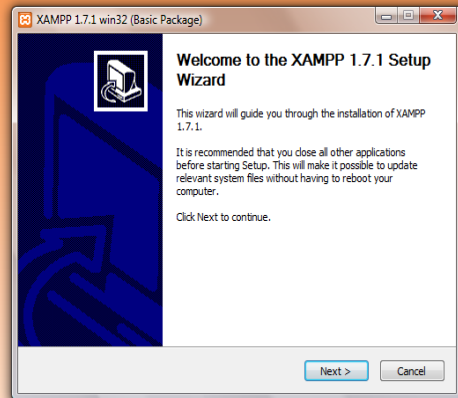 XAMPP 1.7.1 win32 (Basic Package)
Welcome to the XAMPP 1.7.1 Setup
Wizard
This wizard will guide you through the installation of XAMPP
1.7.1.
It is recommended that you close all other applications
before starting Setup. This will make it possible to update
relevant system files without having to reboot your
computer.
Click Next to continue.
Next >
Cancel